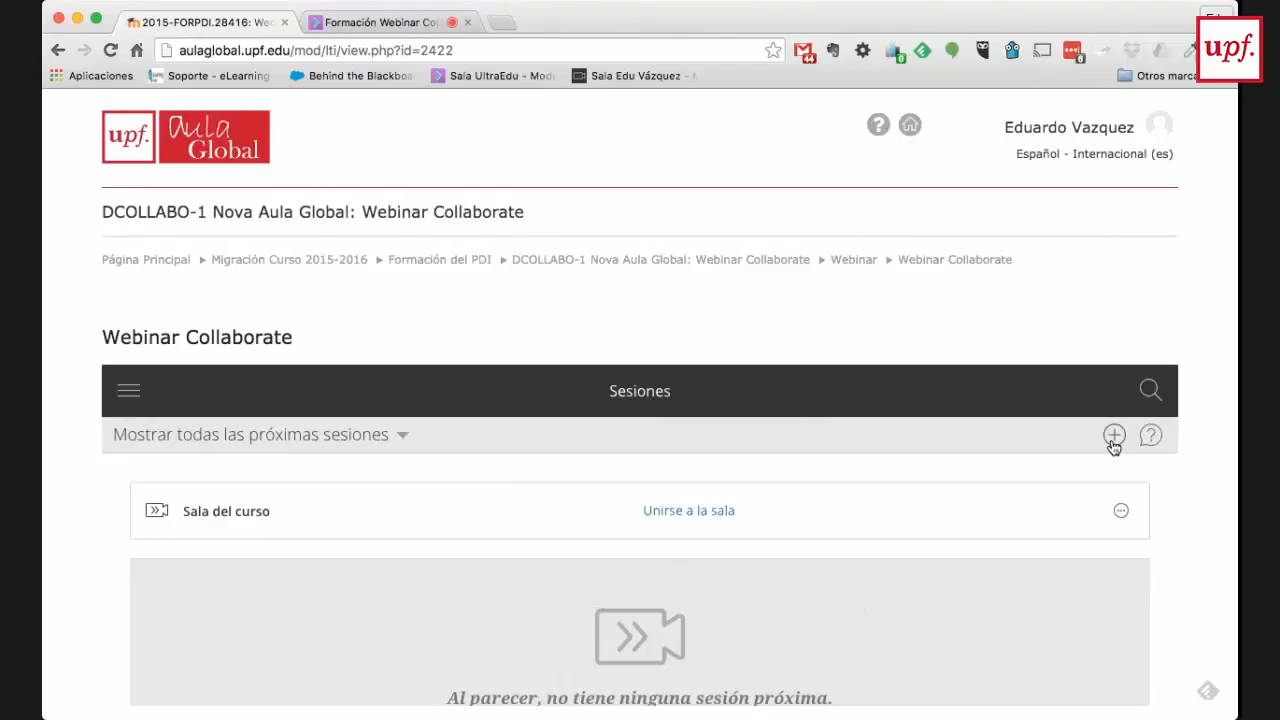 2015-FORPDI.28416: We
Formación Webinar Co
aulaglobal.upf.edu/mod/lti/view.php?id=2422
44
0
0
Aplicaciones
Soporte - eLearning
Behind the Blackbo
Sala UltraEdu - Mod
Sala Edu Vázquez -
Otros marca
upf.
upf.
Aula Global
?
Eduardo Vazquez
Español - Internacional (es)
DCOLLABO-1 Nova Aula Global: Webinar Collaborate
Página Principal ▶ Migración Curso 2015-2016 ▶ Formación del PDI ▶ DCOLLABO-1 Nova Aula Global: Webinar Collaborate ▶ Webinar ▶ Webinar Collaborate
Webinar Collaborate
Sesiones
Mostrar todas las próximas sesiones
?
Sala del curso
Unirse a la sala
Al parecer, no tiene ninguna sesión próxima.